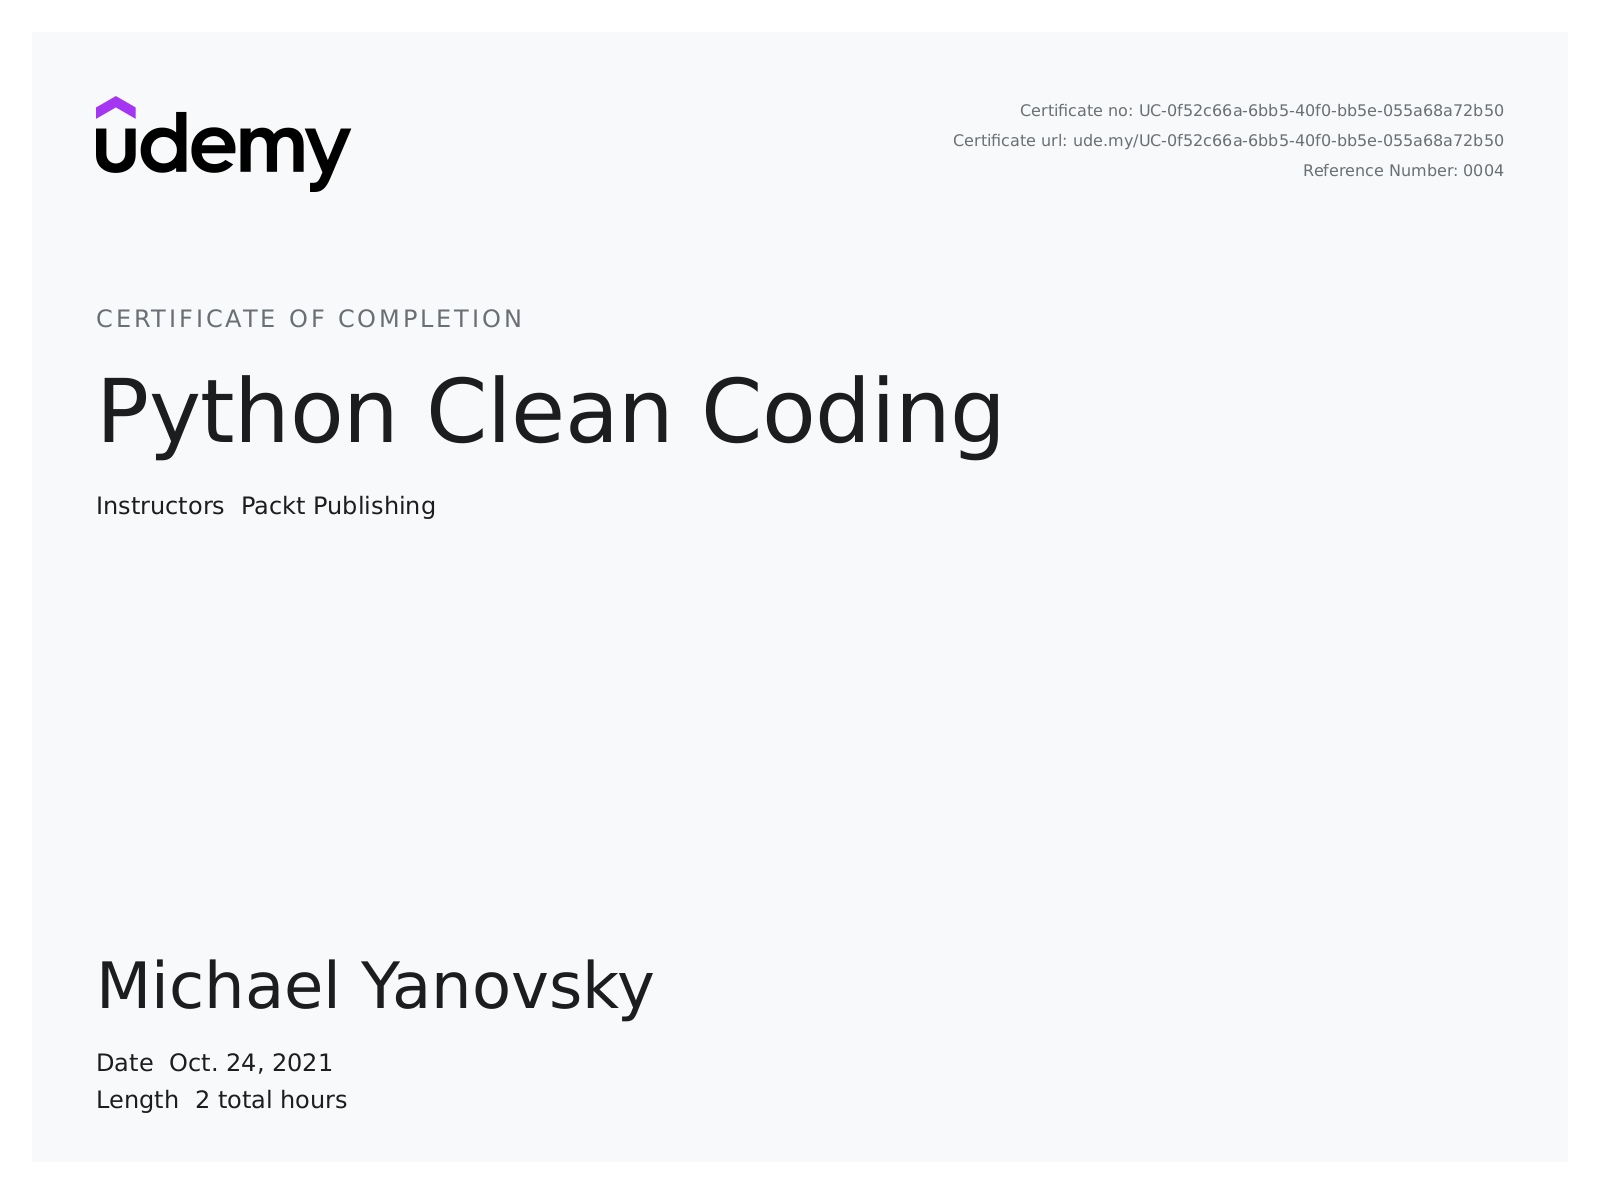 udemy
Certificate no: UC-0f52c66a-6bb5-40f0-bb5e-055a68a72b50
Certificate url: ude.my/UC-0f52c66a-6bb5-40f0-bb5e-055a68a72b50
Reference Number: 0004
CERTIFICATE OF COMPLETION
Python Clean Coding
Instructors Packt Publishing
Michael Yanovsky
Date Oct. 24, 2021
Length 2 total hours